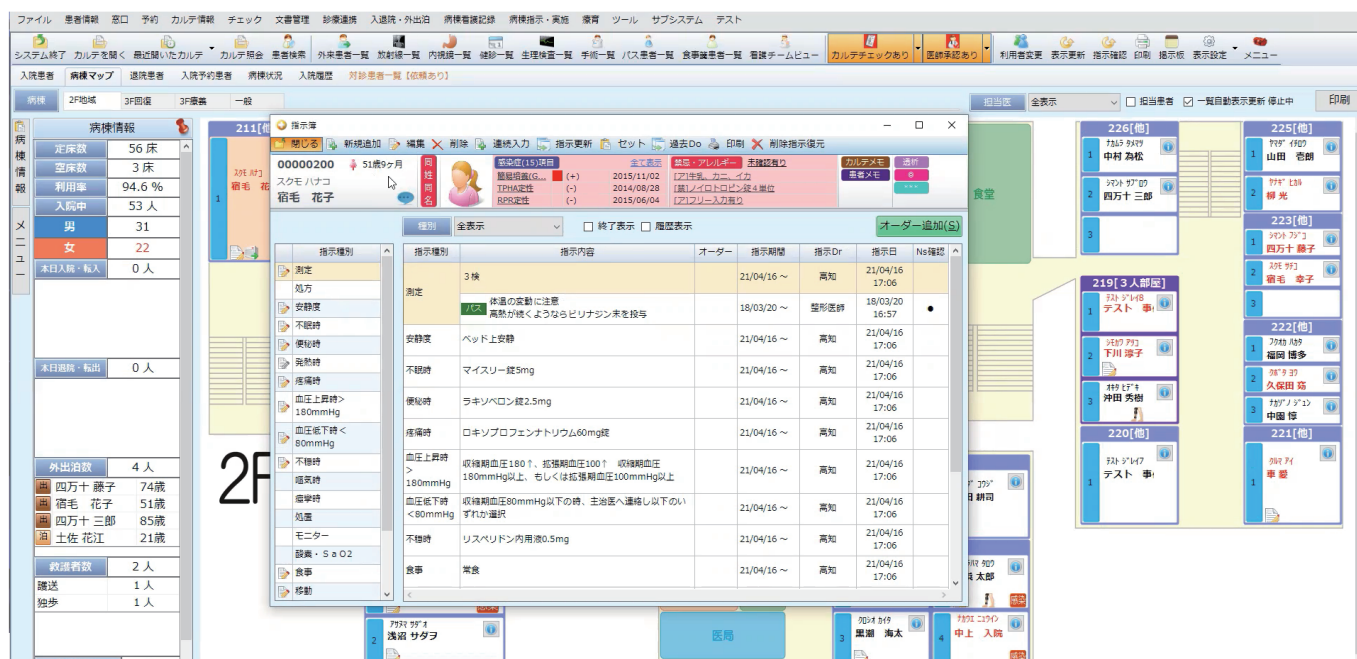 ファイル 患者情報 窓口 予約 カルテ情報 チェック 文書管理 診療連携 入退院・外出泊 病棟看護記録 病棟指示・実施 療育 ツール サブシステム テスト
システム終了 カルテを開く 最近開いたカルテ カルテ照会 患者検索 外来患者一覧 放射線一覧 内視鏡一覧 健診一覧 生理検査一覧 手術一覧 パス患者一覧 食事箋患者一覧 看護チームビュー カルテチェックあり 医師承認あり 利用者変更 表示更新 指示確認 印刷 掲示板 表示設定 メニュー
入院患者 病棟マップ 退院患者 入院予約患者 病棟状況 入院履歴 対診患者一覧【依頼あり】
病棟 2F地域 3F回復 3F療養 一般 担当医 全表示 担当患者 一覧自動表示更新 停止中 印刷
病棟情報
メニュー
病棟情報
定床数 56 床
空床数 3 床
利用率 94.6 %
入院中 53 人
男 31
女 22
本日入院・転入 0 人
本日退院・転出 0 人
外出泊数 4 人
出 四万十 藤子 74歳
出 宿毛 花子 51歳
出 四万十 三郎 85歳
泊 土佐 花江 21歳
救護者数 2 人
護送 1 人
独歩 1 人
211[他
1
宿毛 花
2F
指示簿
閉じる 新規追加 編集 削除 連続入力 指示更新 セット 過去Do 印刷 削除指示復元
00000200 51歳9ヶ月
スクモ ハナコ
宿毛 花子
同姓同名
感染症(15)項目 全て表示
簡易培養(G... (+) 2015/11/02
TPHA定性 (-) 2014/08/28
RPR定性 (-) 2015/06/04
禁忌・アレルギー 未確認有り
[ア]牛乳、カニ、イカ
[禁]ノイロトロピン錠4単位
[ア]フリー入力有り
カルテメモ 透析
患者メモ
種別 全表示 終了表示 履歴表示 オーダー追加(S)
指示種別
測定
処方
安静度
不眠時
便秘時
発熱時
疼痛時
血圧上昇時>
180mmHg
血圧低下時<
80mmHg
不穏時
嘔気時
痙攣時
処置
モニター
酸素・SaO2
食事
移動
指示種別 指示内容 オーダー 指示期間 指示Dr 指示日 Ns確認
測定 3検 21/04/16～ 高知 21/04/16 17:06
パス 体温の変動に注意
高熱が続くようならピリナジン末を投与 18/03/20～ 整形医師 18/03/20 16:57 ●
安静度 ベッド上安静 21/04/16～ 高知 21/04/16 17:06
不眠時 マイスリー錠5mg 21/04/16～ 高知 21/04/16 17:06
便秘時 ラキソベロン錠2.5mg 21/04/16～ 高知 21/04/16 17:06
疼痛時 ロキソプロフェンナトリウム60mg錠 21/04/16～ 高知 21/04/16 17:06
血圧上昇時>180mmHg 収縮期血圧180↑、拡張期血圧100↑ 収縮期血圧
180mmHg以上、もしくは拡張期血圧100mmHg以上 21/04/16～ 高知 21/04/16 17:06
血圧低下時<80mmHg 収縮期血圧80mmHg以下の時、主治医へ連絡し以下のい
ずれか選択 21/04/16～ 高知 21/04/16 17:06
不穏時 リスペリドン内用液0.5mg 21/04/16～ 高知 21/04/16 17:06
食事 常食 21/04/16～ 高知 21/04/16 17:06
食堂
226[他]
1 中村 為松
2 四万十 三郎
3
219[３人部屋]
1 テスト 事
2 下川 淳子
3 沖田 秀樹
220[他]
1 テスト 事
225[他]
1 山田 壱朗
2 柳 光
223[他]
1 四万十 藤子
2 宿毛 幸子
3
222[他]
1 福岡 博多
2 久保田 篤
3 中園 惇
221[他]
1 車 愛
耕司
太郎
感染
2 浅沼 サダヲ
医局
3 黒潮 海太
4 中上 入院
感染